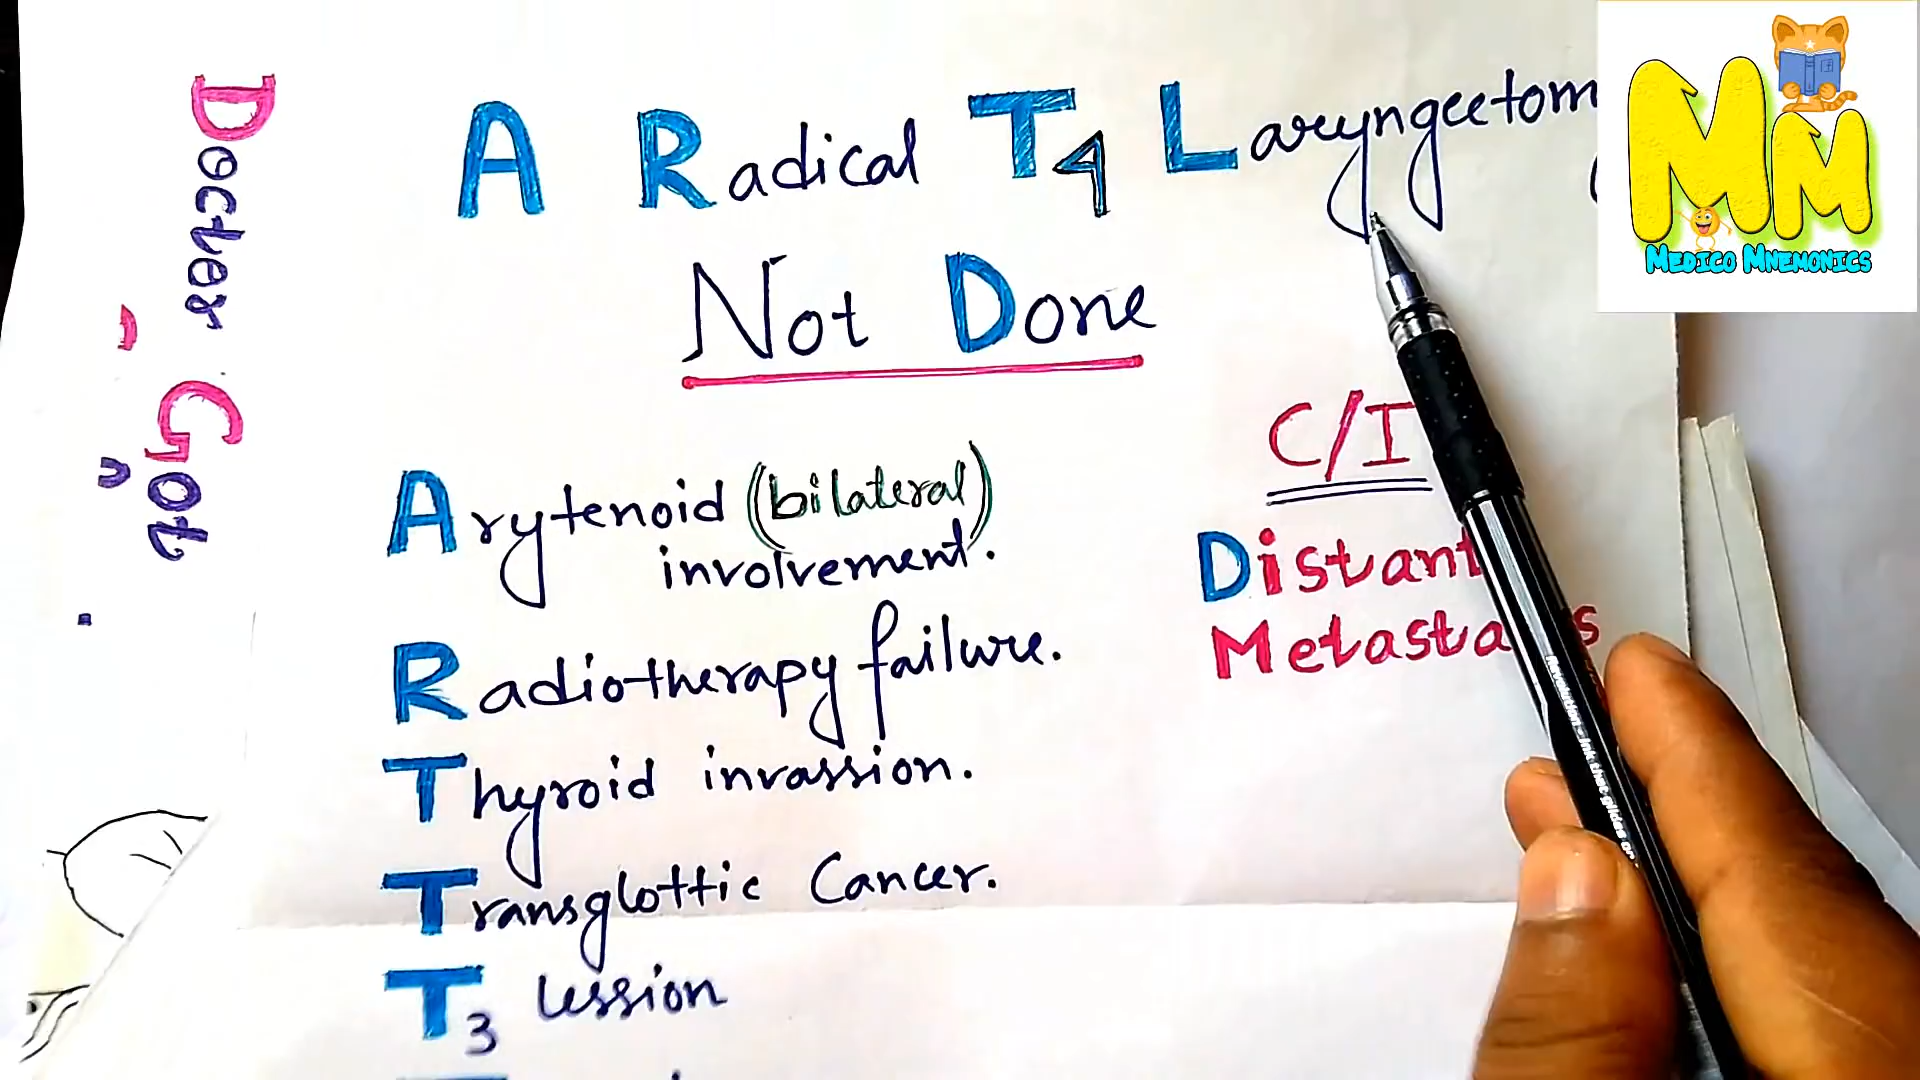 A Radical T4 Laryngectom
Not Done
C/I
Distant
Metasta s
Arytenoid (bilateral)
involvement.
Radiotherapy failure.
Thyroid invassion.
Transglottic Cancer.
T3 lession
Docter Got
MM
MEDICO MNEMONICS